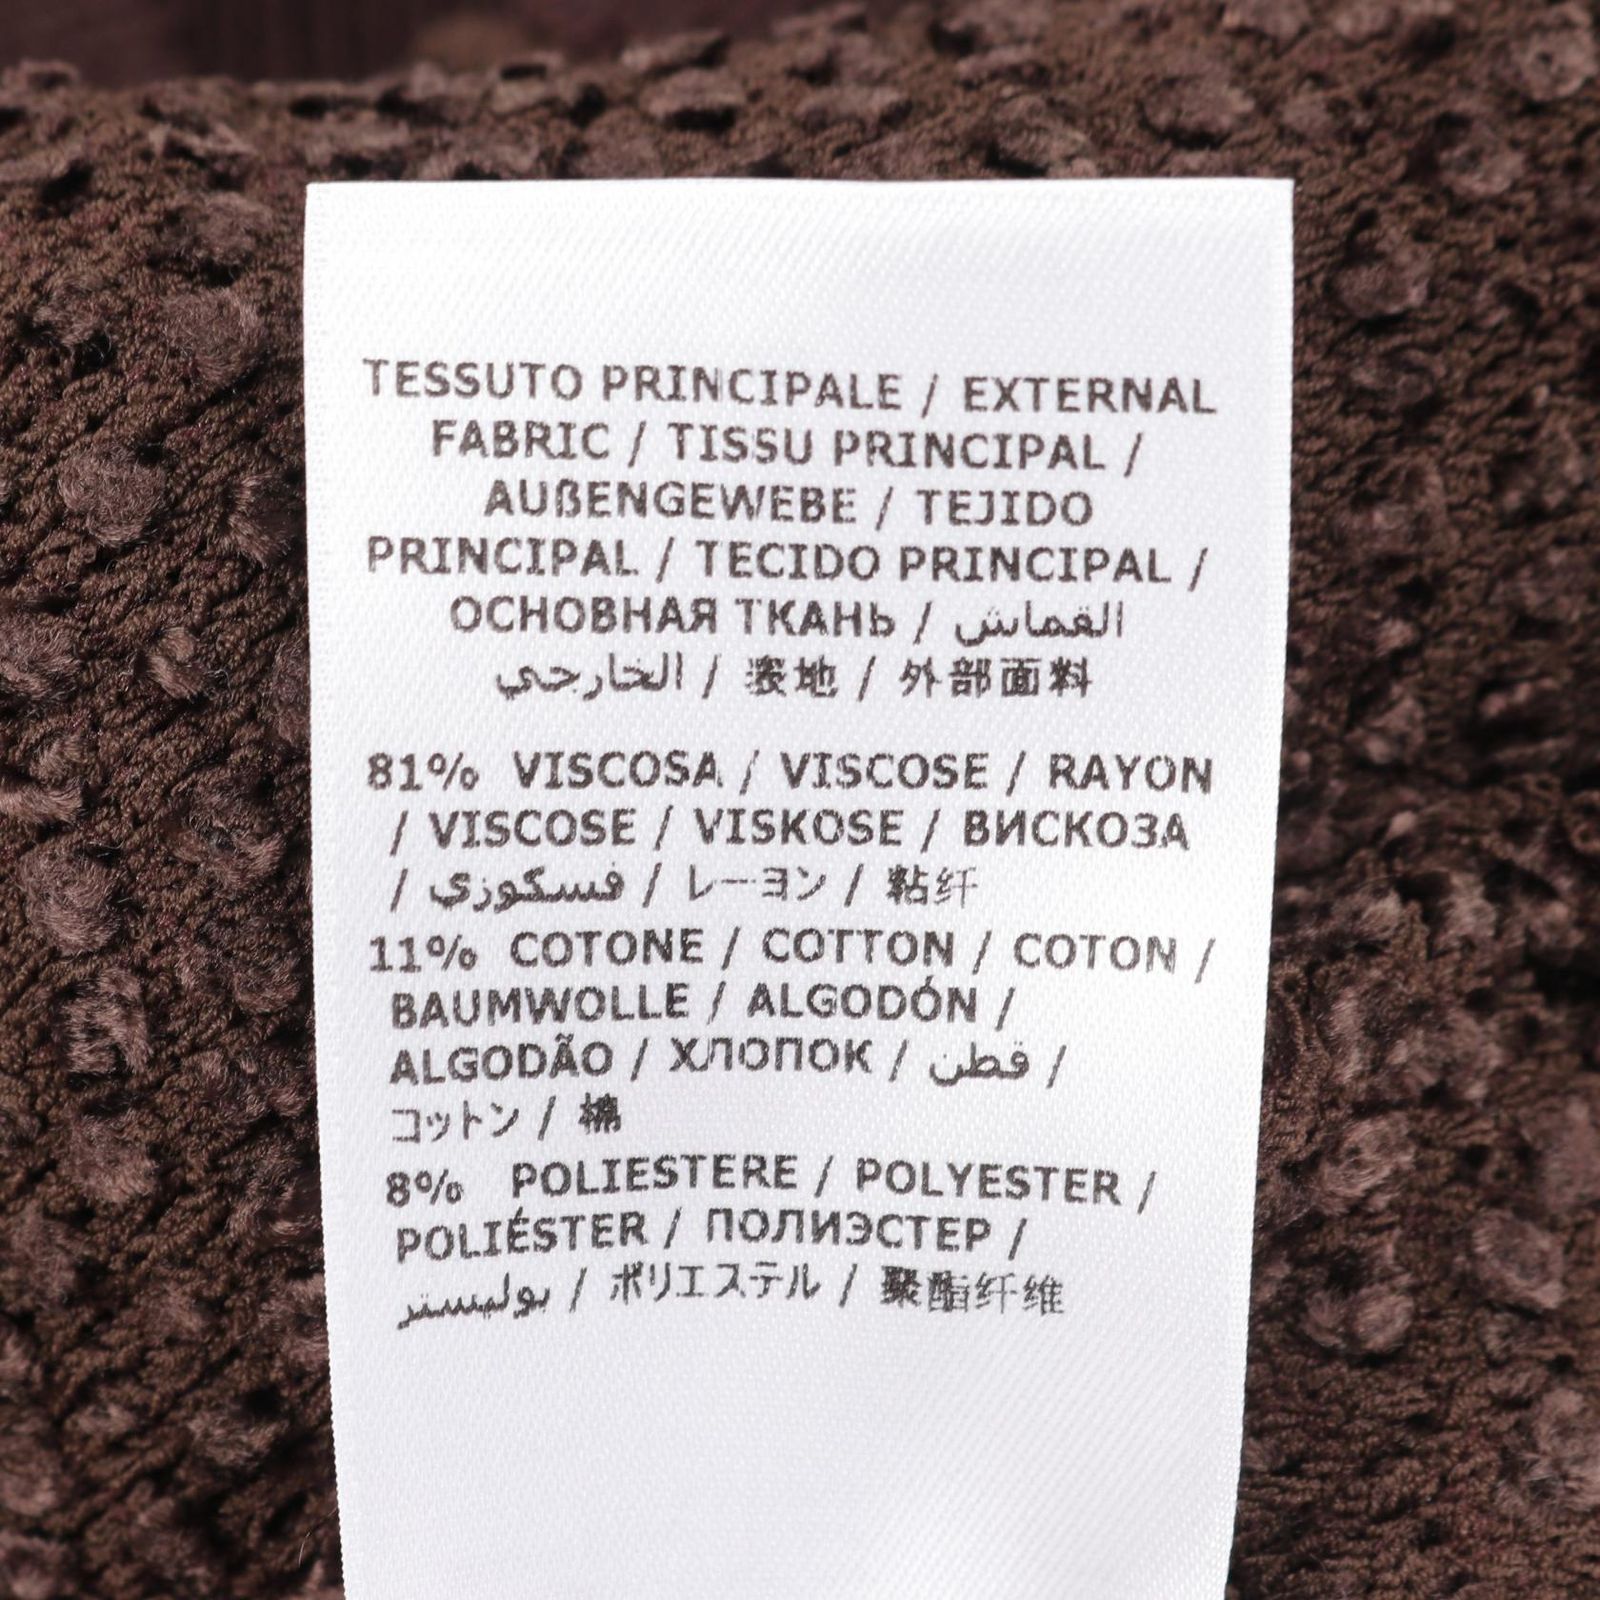 TESSUTO PRINCIPALE / EXTERNAL
FABRIC / TISSU PRINCIPAL /
AUßENGEWEBE / TEJIDO
PRINCIPAL / TECIDO PRINCIPAL /
ОСНОВНАЯ ТКАНЬ / القماش
الخارجي / 表地 / 外部面料
81% VISCOSA / VISCOSE / RAYON
/ VISCOSE / VISKOSE / ВИСКОЗА
/ فسكوزي / レーヨン / 粘纤
11% COTONE / COTTON / COTON /
BAUMWOLLE / ALGODÓN /
ALGODÃO / ХЛОПОК / قطن /
コットン / 棉
8% POLIESTERE / POLYESTER /
POLIÉSTER / ПОЛИЭСТЕР /
بوليستر / ポリエステル / 聚酯纤维